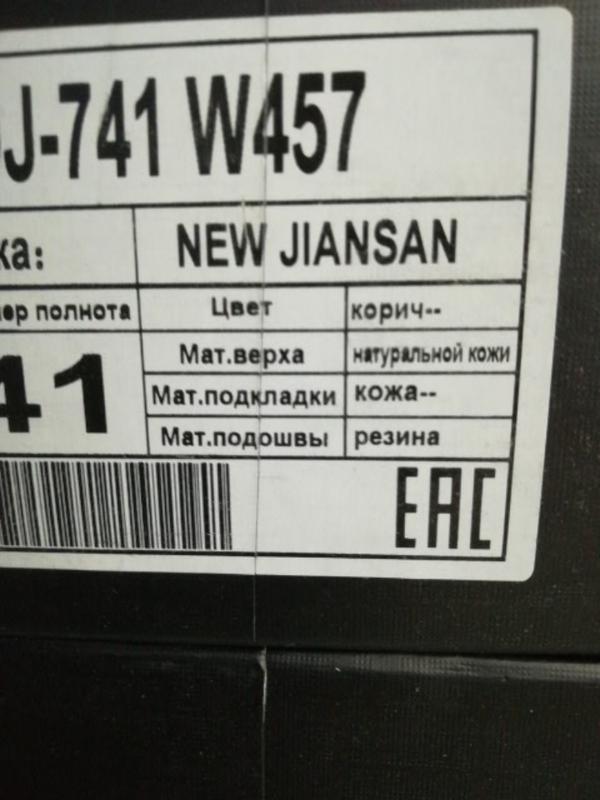 J-741 W457
ка: NEW JIANSAN
ер полнота Цвет корич--
41 Мат.верха натуральной кожи
Мат.подкладки кожа--
Мат.подошвы резина
EAC